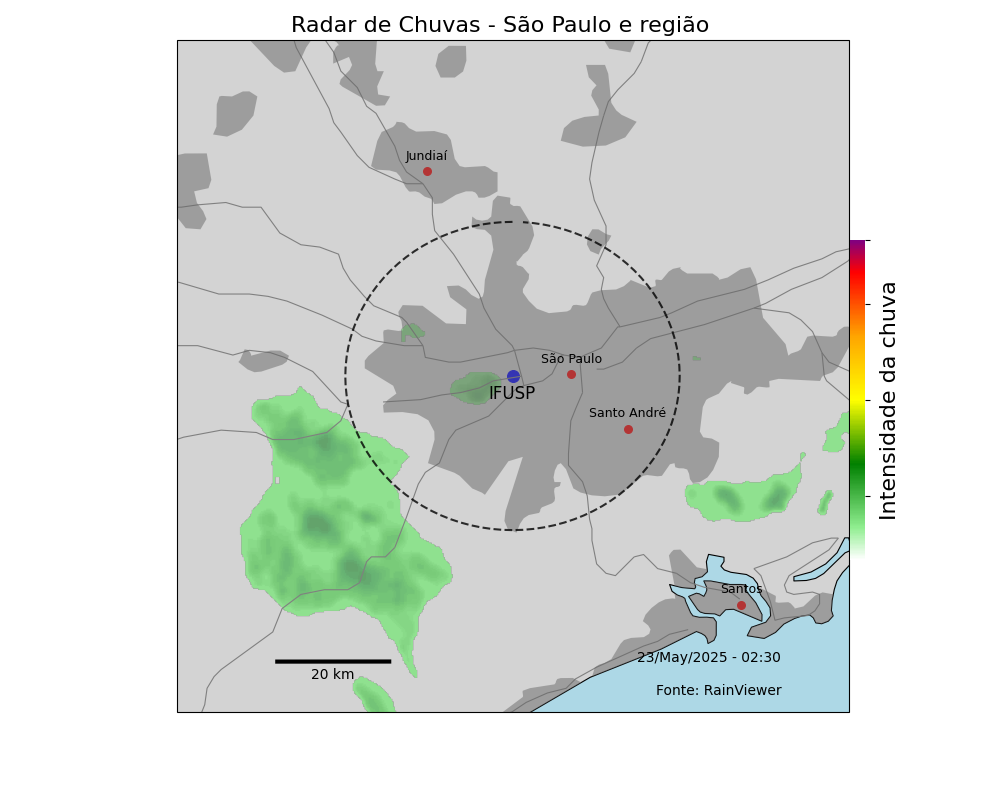 Radar de Chuvas - São Paulo e região
Jundiaí
São Paulo
IFUSP
Santo André
Intensidade da chuva
Santos
23/May/2025 - 02:30
20 km
Fonte: RainViewer